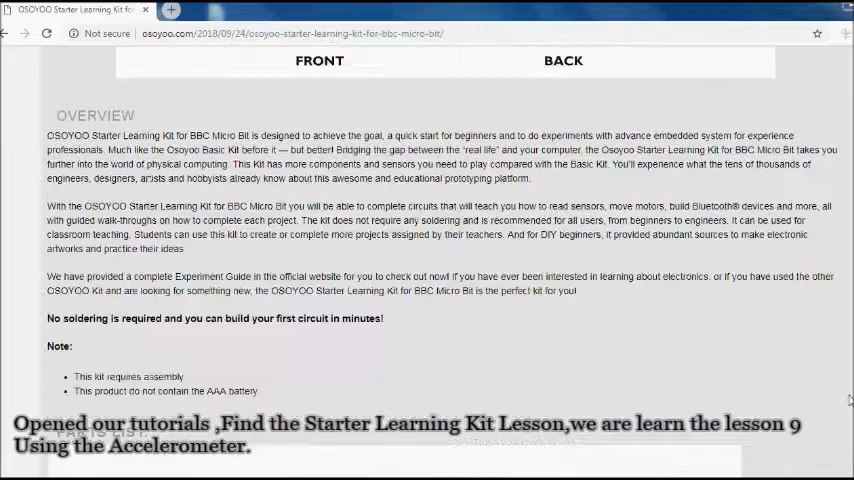 OSOYOO Starter Learning Kit for
Not secure | osoyoo.com/2018/09/24/osoyoo-starter-learning-kit-for-bbc-micro-bit/
FRONT BACK
OVERVIEW
OSOYOO Starter Learning Kit for BBC Micro Bit is designed to achieve the goal, a quick start for beginners and to do experiments with advance embedded system for experience
professionals. Much like the Osoyoo Basic Kit before it — but better! Bridging the gap between the “real life” and your computer, the Osoyoo Starter Learning Kit for BBC Micro Bit takes you
further into the world of physical computing. This Kit has more components and sensors you need to play compared with the Basic Kit. You'll experience what the tens of thousands of
engineers, designers, artists and hobbyists already know about this awesome and educational prototyping platform.
With the OSOYOO Starter Learning Kit for BBC Micro Bit you will be able to complete circuits that will teach you how to read sensors, move motors, build Bluetooth® devices and more, all
with guided walk-throughs on how to complete each project. The kit does not require any soldering and is recommended for all users, from beginners to engineers. It can be used for
classroom teaching. Students can use this kit to create or complete more projects assigned by their teachers. And for DIY beginners, it provided abundant sources to make electronic
artworks and practice their ideas
We have provided a complete Experiment Guide in the official website for you to check out now! If you have ever been interested in learning about electronics. or if you have used the other
OSOYOO Kit and are looking for something new, the OSOYOO Starter Learning Kit for BBC Micro Bit is the perfect kit for you!
No soldering is required and you can build your first circuit in minutes!
Note:
• This kit requires assembly
• This product do not contain the AAA battery
Opened our tutorials ,Find the Starter Learning Kit Lesson,we are learn the lesson 9
Using the Accelerometer.
PARTS LIST: